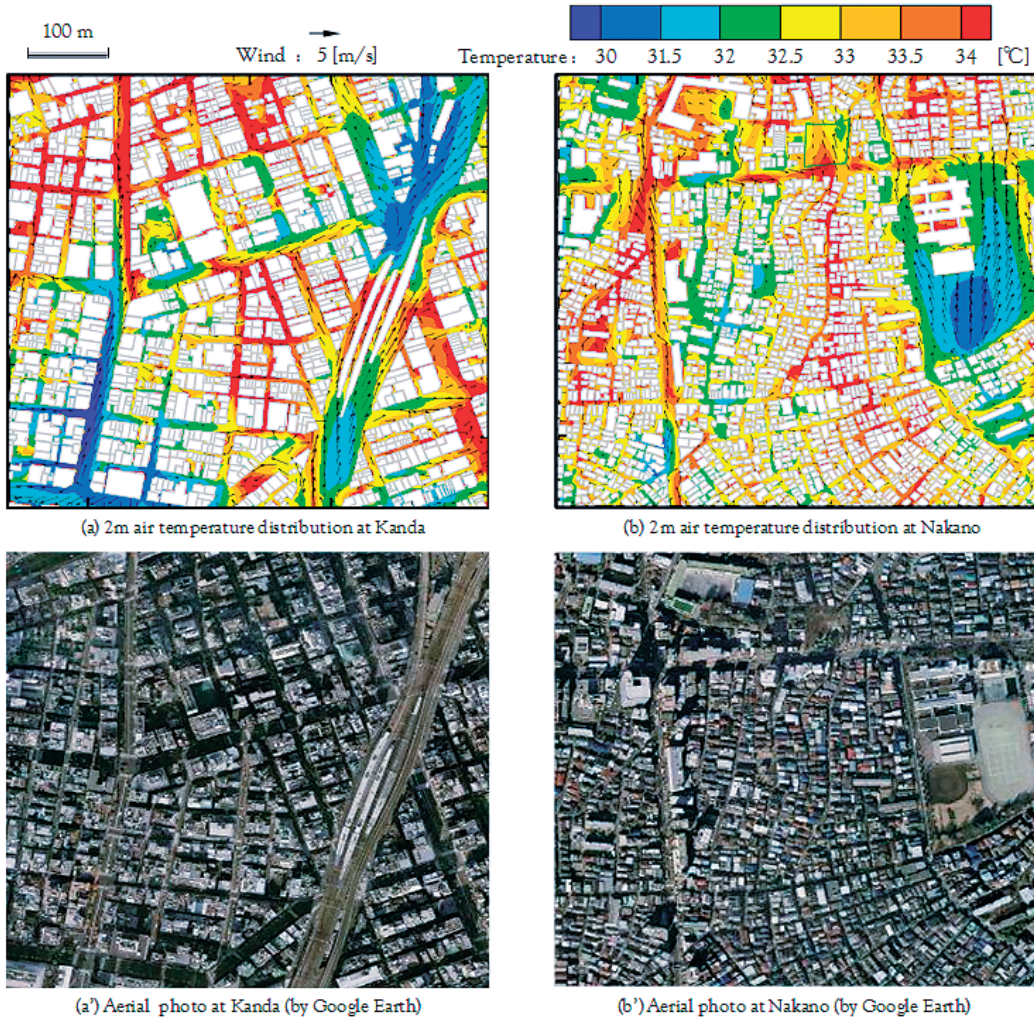 100 m
Wind : 5 [m/s]
Temperature : 30 31.5 32 32.5 33 33.5 34 [℃]
(a) 2m air temperature distribution at Kanda
(b) 2m air temperature distribution at Nakano
(a') Aerial photo at Kanda (by Google Earth)
(b') Aerial photo at Nakano (by Google Earth)